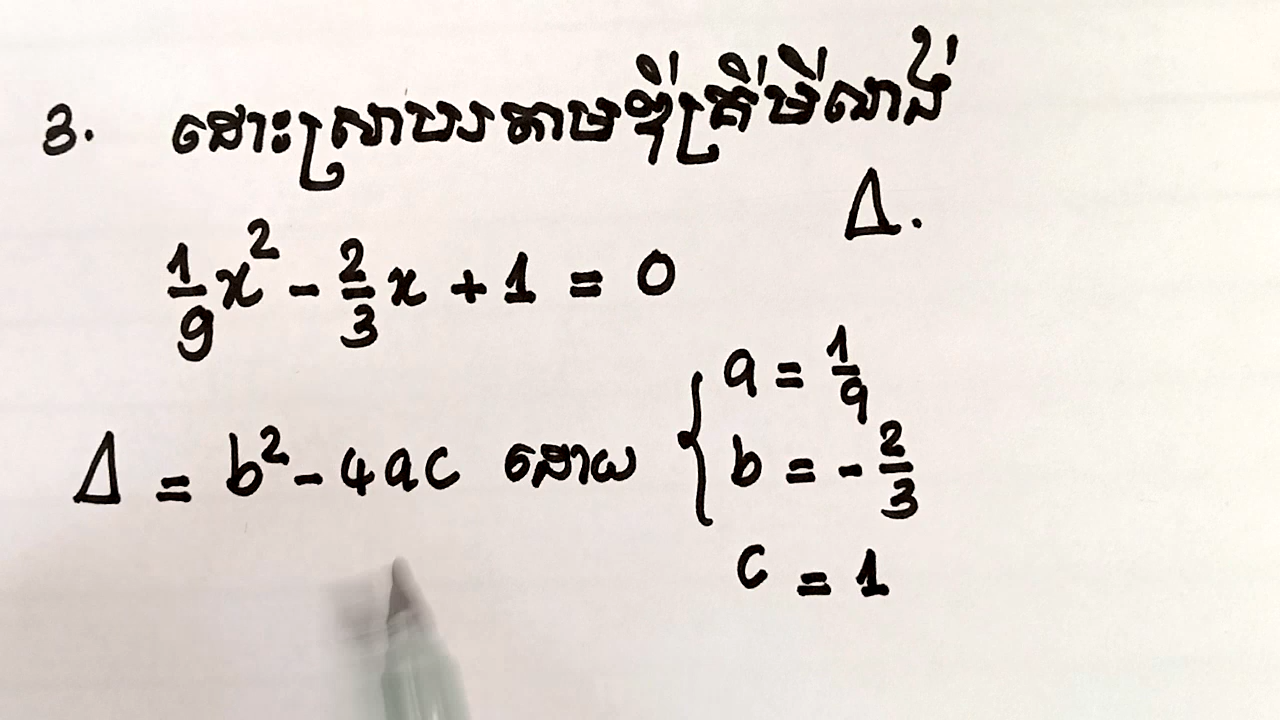 3. ដោះស្រាយតាមឌីគ្រីមីណាង់
Δ.
1/9 x² - 2/3 x + 1 = 0
Δ = b² - 4ac ដោយ { a = 1/9
b = - 2/3
c = 1